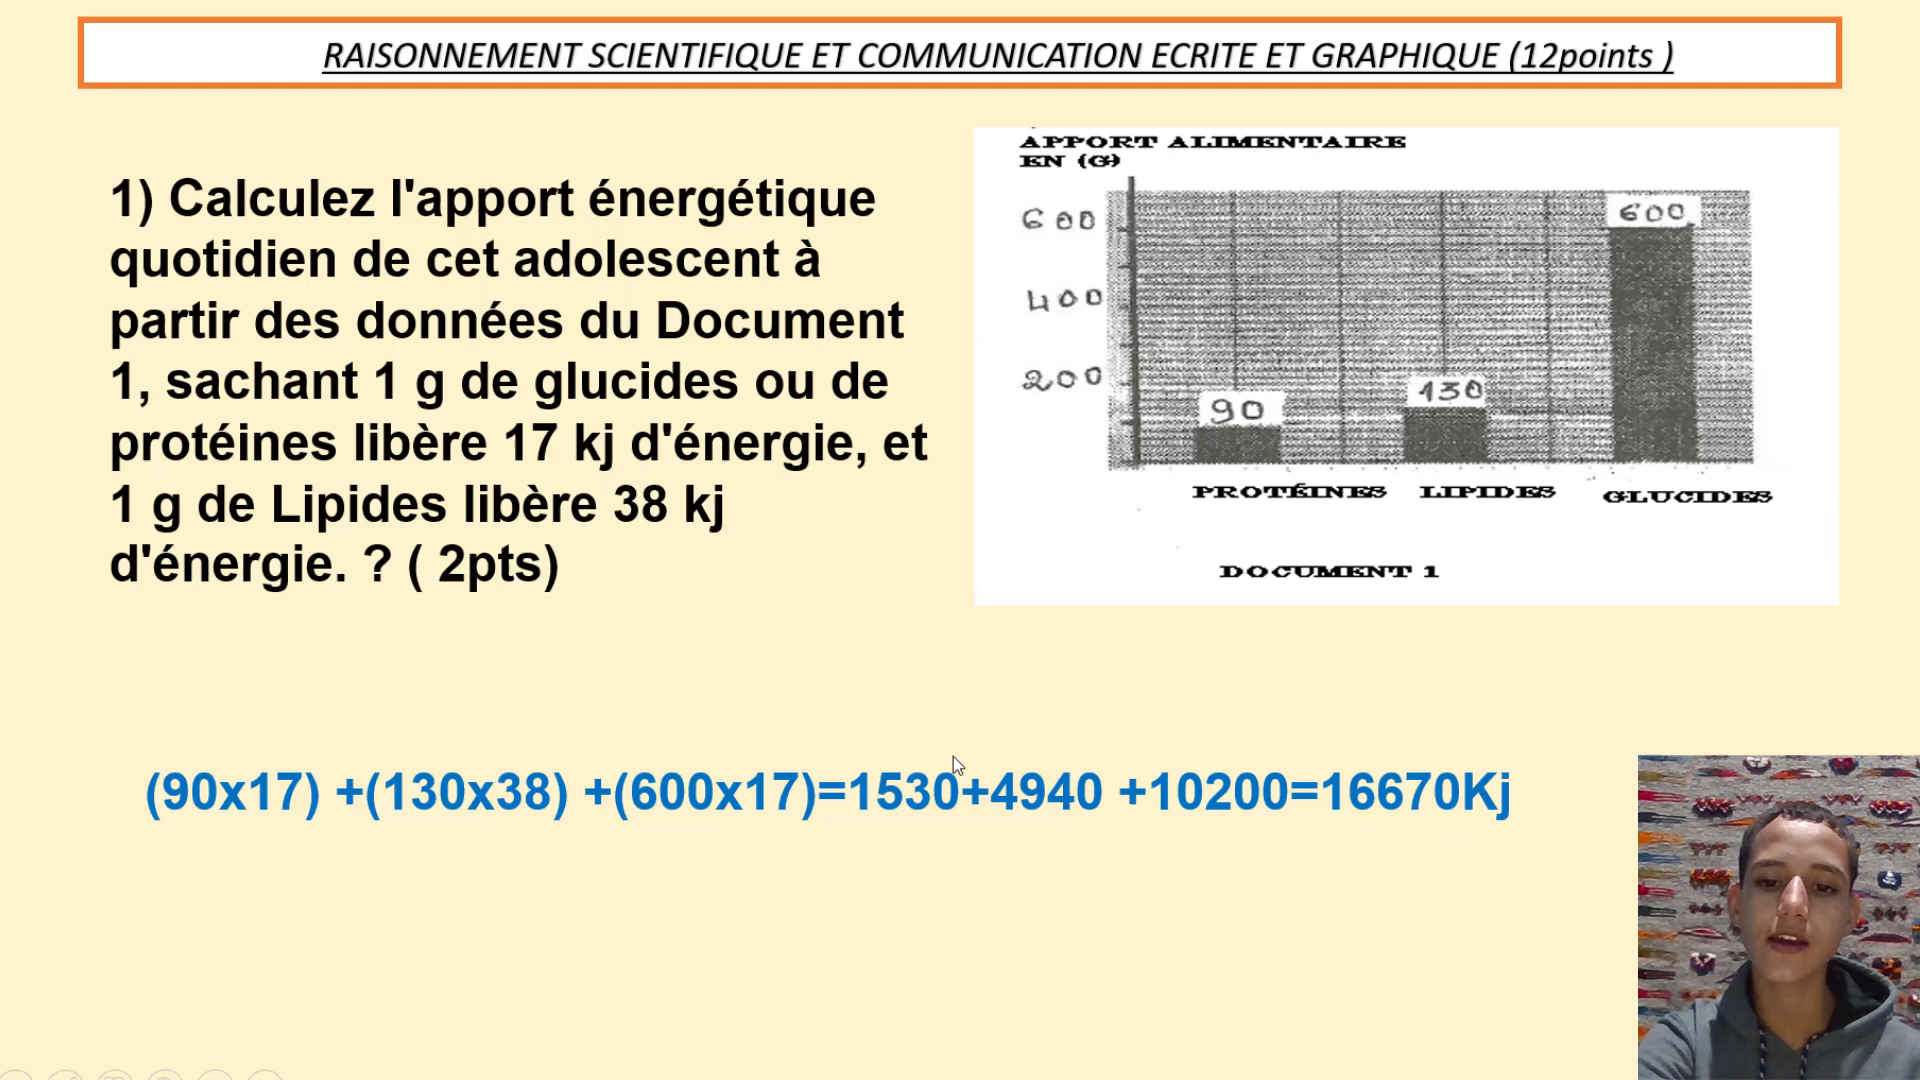 RAISONNEMENT SCIENTIFIQUE ET COMMUNICATION ECRITE ET GRAPHIQUE (12points )
1) Calculez l'apport énergétique
quotidien de cet adolescent à
partir des données du Document
1, sachant 1 g de glucides ou de
protéines libère 17 kj d'énergie, et
1 g de Lipides libère 38 kj
d'énergie. ? ( 2pts)
APPORT ALIMENTAIRE
EN (G)
600
400
200
90
130
600
PROTÉINES LIPIDES GLUCIDES
DOCUMENT 1
(90x17) +(130x38) +(600x17)=1530+4940 +10200=16670Kj